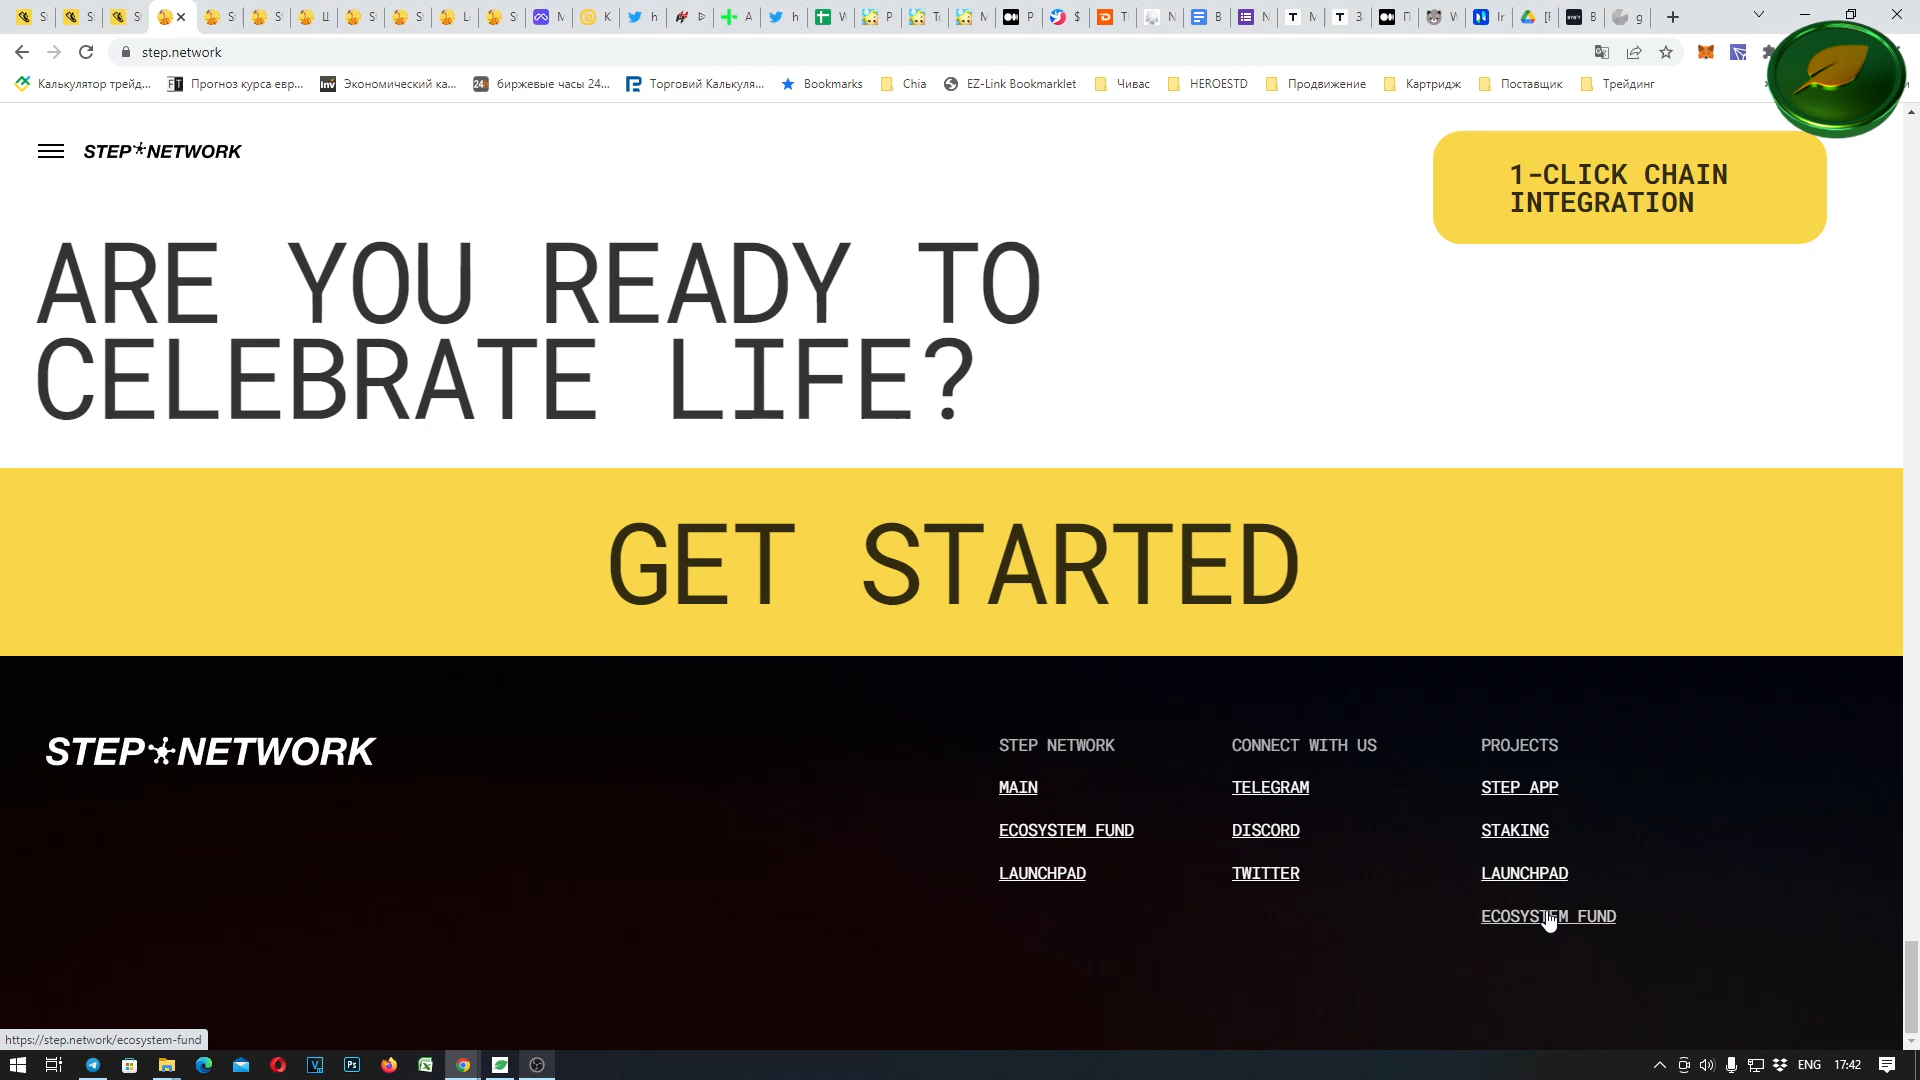 step.network
Калькулятор трейд...
Прогноз курса евр...
Экономический ка...
биржевые часы 24...
Торговий Калькуля...
Bookmarks
Chia
EZ-Link Bookmarklet
Чивас
HEROESTD
Продвижение
Картридж
Поставщик
Трейдинг
STEP NETWORK
1-CLICK CHAIN
INTEGRATION
ARE YOU READY TO
CELEBRATE LIFE?
GET STARTED
STEP NETWORK
STEP NETWORK
CONNECT WITH US
PROJECTS
MAIN
TELEGRAM
STEP APP
ECOSYSTEM FUND
DISCORD
STAKING
LAUNCHPAD
TWITTER
LAUNCHPAD
ECOSYSTEM FUND
https://step.network/ecosystem-fund
ENG
17:42